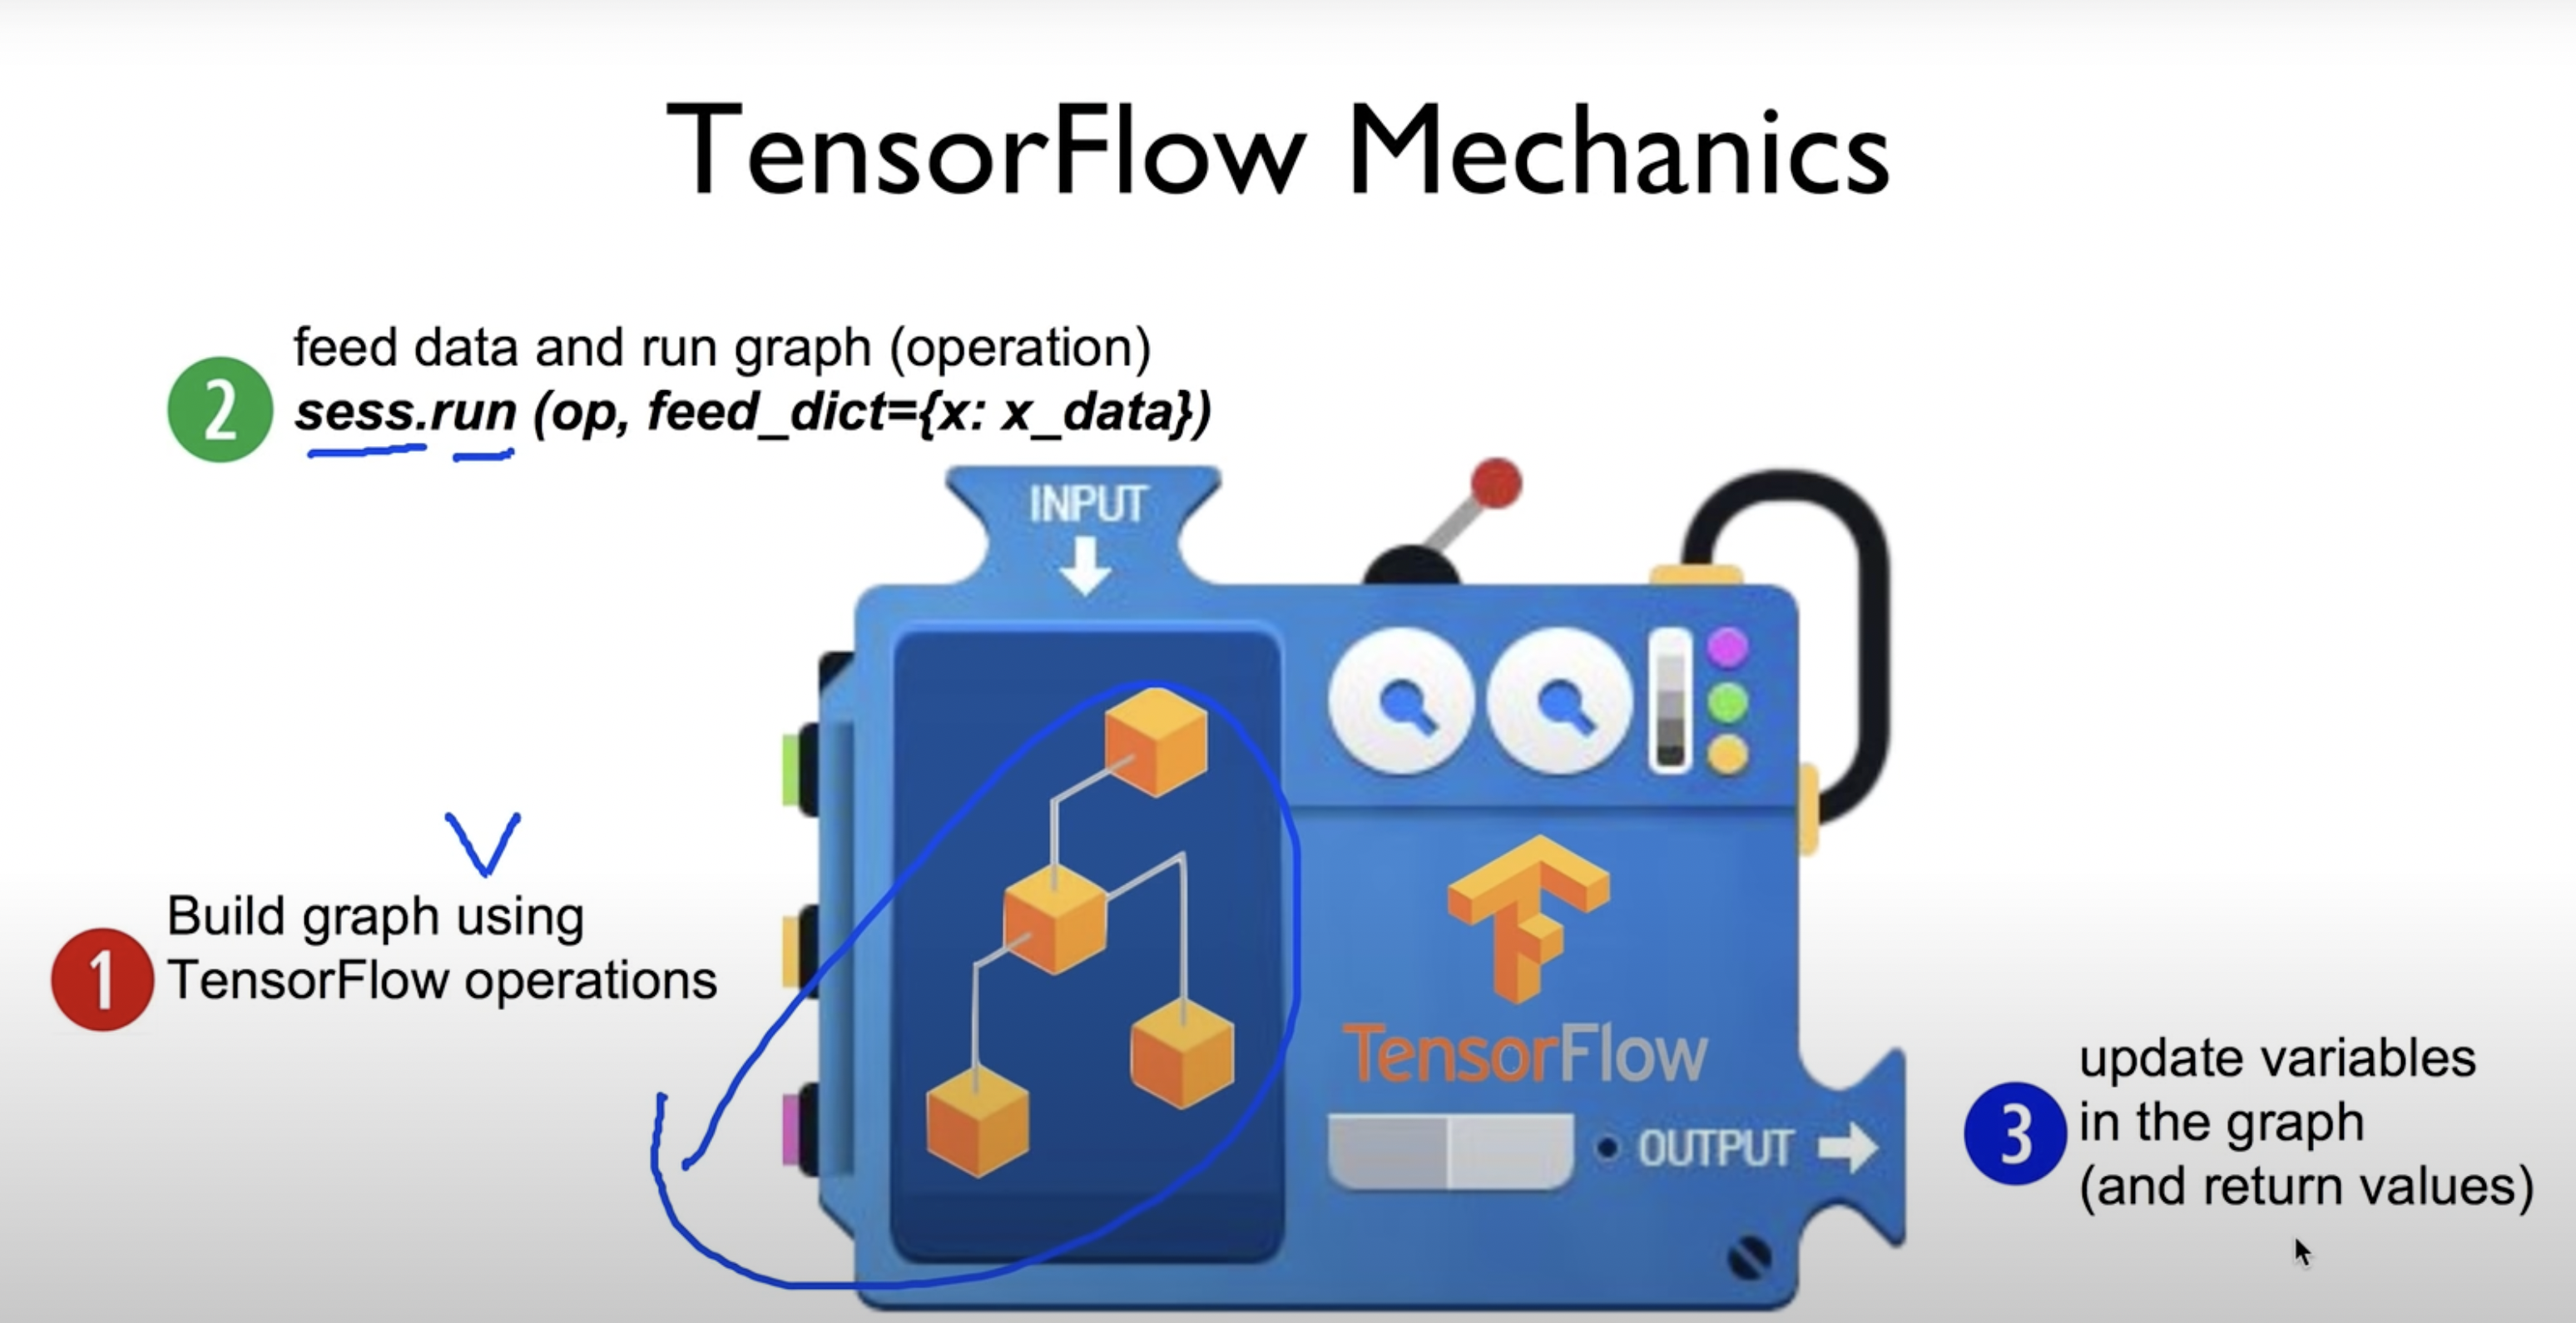 TensorFlow Mechanics
2
feed data and run graph (operation)
sess.run (op, feed_dict={x: x_data})
INPUT
1
Build graph using
TensorFlow operations
TensorFlow
OUTPUT
3
update variables
in the graph
(and return values)